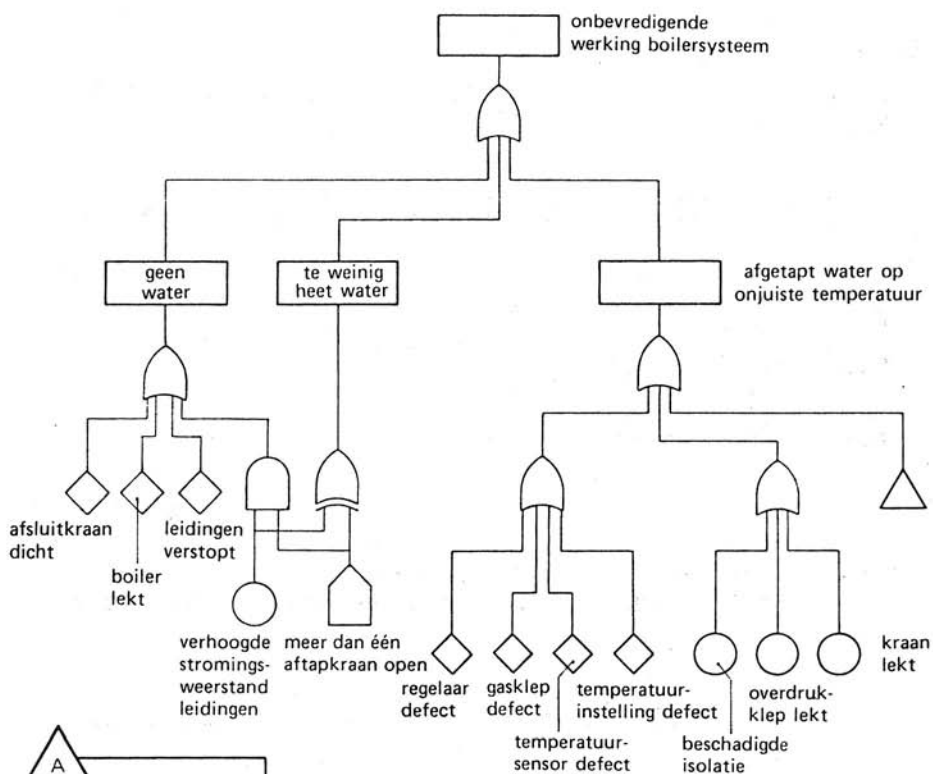 onbevredigende
werking boilersysteem
geen
water
te weinig
heet water
afgetapt water op
onjuiste temperatuur
afsluitkraan
dicht
boiler
lekt
leidingen
verstopt
verhoogde
stromings-
weerstand
leidingen
meer dan één
aftapkraan open
regelaar
defect
gasklep
defect
temperatuur-
sensor defect
temperatuur-
instelling defect
beschadigde
isolatie
overdruk-
klep lekt
kraan
lekt
A